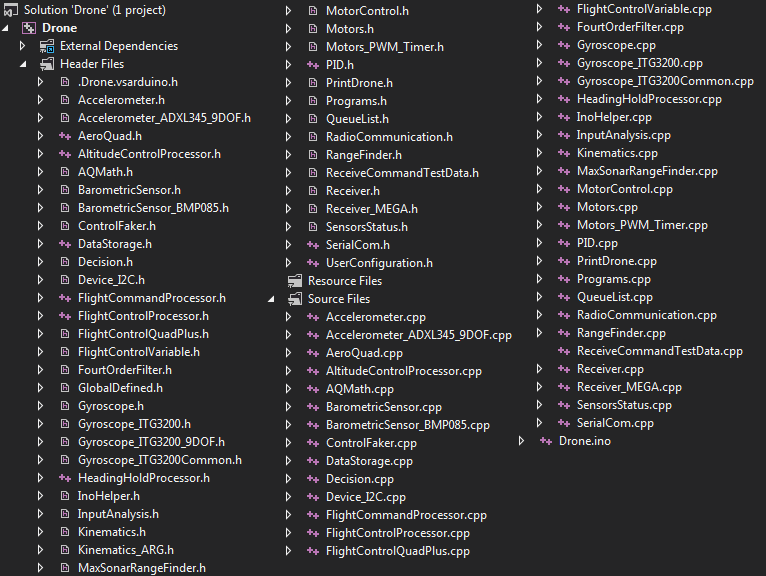 Solution 'Drone' (1 project)
Drone
External Dependencies
Header Files
.Drone.vsarduino.h
Accelerometer.h
Accelerometer_ADXL345_9DOF.h
AeroQuad.h
AltitudeControlProcessor.h
AQMath.h
BarometricSensor.h
BarometricSensor_BMP085.h
ControlFaker.h
DataStorage.h
Decision.h
Device_I2C.h
FlightCommandProcessor.h
FlightControlProcessor.h
FlightControlQuadPlus.h
FlightControlVariable.h
FourtOrderFilter.h
GlobalDefined.h
Gyroscope.h
Gyroscope_ITG3200.h
Gyroscope_ITG3200_9DOF.h
Gyroscope_ITG3200Common.h
HeadingHoldProcessor.h
InoHelper.h
InputAnalysis.h
Kinematics.h
Kinematics_ARG.h
MaxSonarRangeFinder.h
MotorControl.h
Motors.h
Motors_PWM_Timer.h
PID.h
PrintDrone.h
Programs.h
QueueList.h
RadioCommunication.h
RangeFinder.h
ReceiveCommandTestData.h
Receiver.h
Receiver_MEGA.h
SensorsStatus.h
SerialCom.h
UserConfiguration.h
Resource Files
Source Files
Accelerometer.cpp
Accelerometer_ADXL345_9DOF.cpp
AeroQuad.cpp
AltitudeControlProcessor.cpp
AQMath.cpp
BarometricSensor.cpp
BarometricSensor_BMP085.cpp
ControlFaker.cpp
DataStorage.cpp
Decision.cpp
Device_I2C.cpp
FlightCommandProcessor.cpp
FlightControlProcessor.cpp
FlightControlQuadPlus.cpp
FlightControlVariable.cpp
FourtOrderFilter.cpp
Gyroscope.cpp
Gyroscope_ITG3200.cpp
Gyroscope_ITG3200Common.cpp
HeadingHoldProcessor.cpp
InoHelper.cpp
InputAnalysis.cpp
Kinematics.cpp
MaxSonarRangeFinder.cpp
MotorControl.cpp
Motors.cpp
Motors_PWM_Timer.cpp
PID.cpp
PrintDrone.cpp
Programs.cpp
QueueList.cpp
RadioCommunication.cpp
RangeFinder.cpp
ReceiveCommandTestData.cpp
Receiver.cpp
Receiver_MEGA.cpp
SensorsStatus.cpp
SerialCom.cpp
Drone.ino